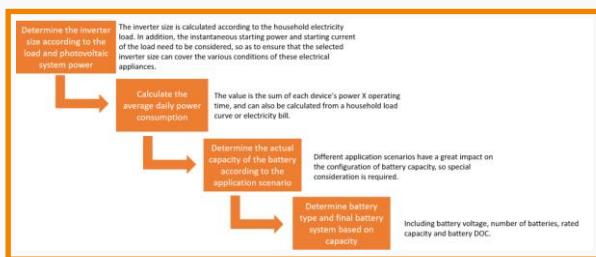 Determine the inverter
size according to the
load and photovoltaic
system power
The inverter size is calculated according to the household electricity
load. In addition, the instantaneous starting power and starting current
of the load need to be considered, so as to ensure that the selected
inverter size can cover the various conditions of these electrical
appliances.
Calculate the
average daily power
consumption
The value is the sum of each device's power X operating
time, and can also be calculated from a household load
curve or electricity bill.
Determine the actual
capacity of the battery
according to the
application scenario
Different application scenarios have a great impact on
the configuration of battery capacity, so special
consideration is required.
Determine battery
type and final battery
system based on
capacity
Including battery voltage, number of batteries, rated
capacity and battery DOC.